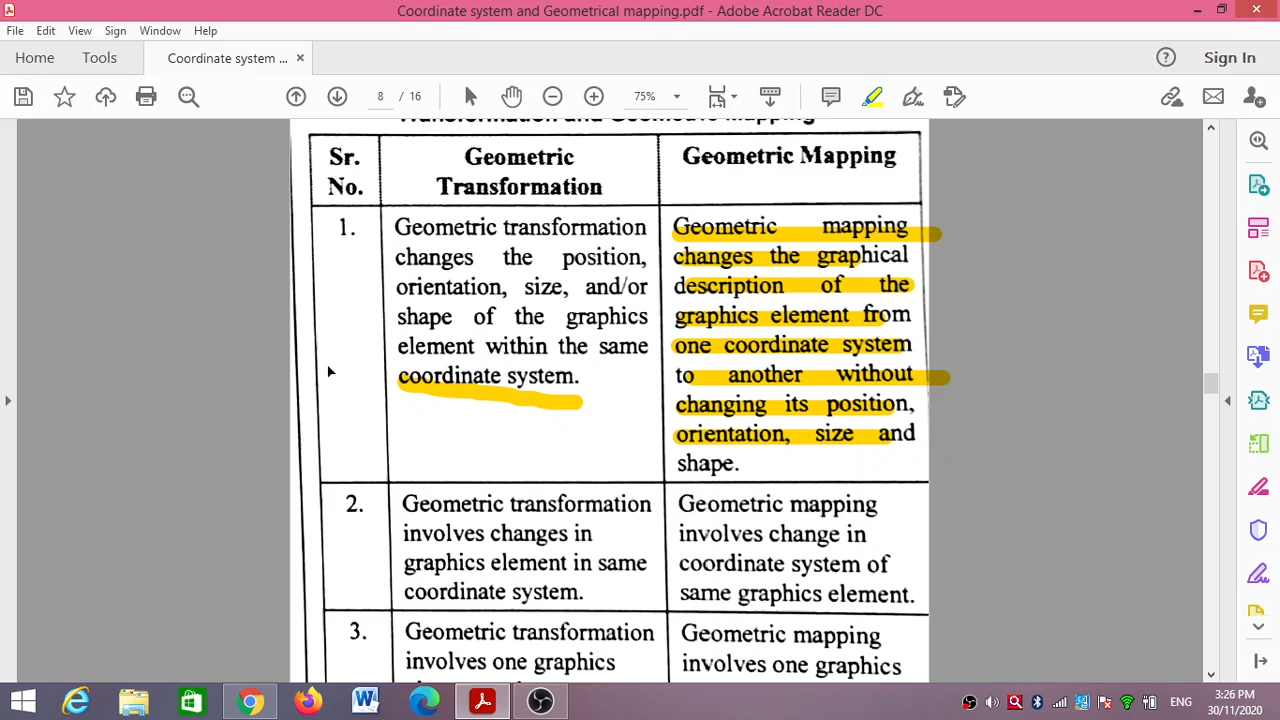 Coordinate system and Geometrical mapping.pdf - Adobe Acrobat Reader DC
File Edit View Sign Window Help
Home Tools Coordinate system ... × Sign In
8 / 16 75%
Transformation and Geometric Mapping
Sr. No. Geometric Transformation Geometric Mapping
1.
Geometric transformation
changes the position,
orientation, size, and/or
shape of the graphics
element within the same
coordinate system.
Geometric mapping
changes the graphical
description of the
graphics element from
one coordinate system
to another without
changing its position,
orientation, size and
shape.
2.
Geometric transformation
involves changes in
graphics element in same
coordinate system.
Geometric mapping
involves change in
coordinate system of
same graphics element.
3.
Geometric transformation
involves one graphics
Geometric mapping
involves one graphics
ENG
3:26 PM
30/11/2020